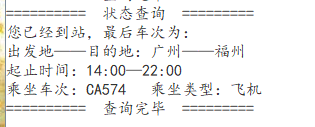 ========== 状态查询 =========
您已经到站，最后车次为：
出发地——目的地：广州——福州
起止时间：14:00—22:00
乘坐车次：CA574 乘坐类型：飞机
========== 查询完毕 =========